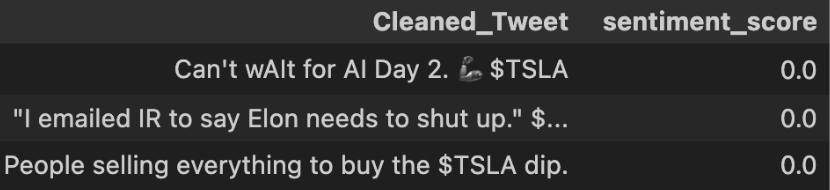 Cleaned_Tweet sentiment_score
Can't wAIt for AI Day 2. 🦾 $TSLA 0.0
"I emailed IR to say Elon needs to shut up." $... 0.0
People selling everything to buy the $TSLA dip. 0.0